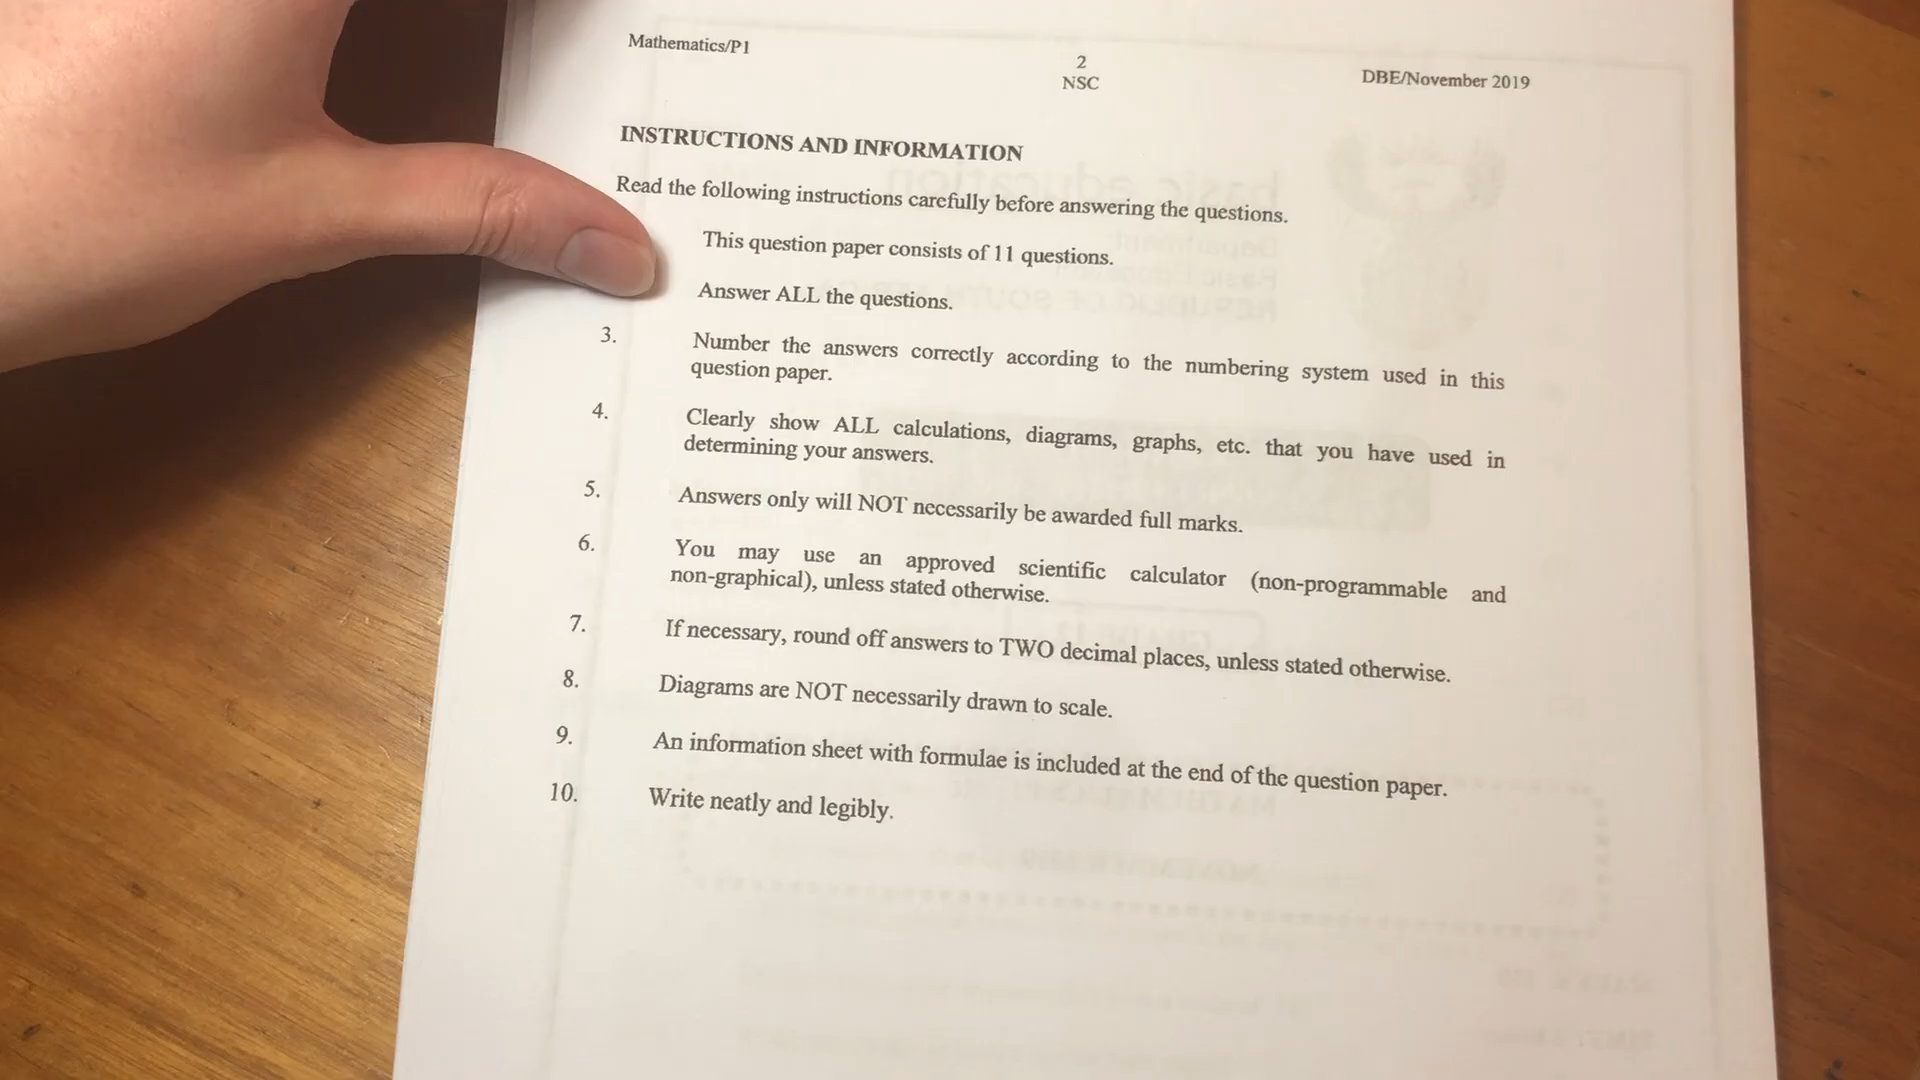 Mathematics/P1
2
NSC
DBE/November 2019
INSTRUCTIONS AND INFORMATION
Read the following instructions carefully before answering the questions.
This question paper consists of 11 questions.
Answer ALL the questions.
3. Number the answers correctly according to the numbering system used in this
question paper.
4. Clearly show ALL calculations, diagrams, graphs, etc. that you have used in
determining your answers.
5. Answers only will NOT necessarily be awarded full marks.
6. You may use an approved scientific calculator (non-programmable and
non-graphical), unless stated otherwise.
7. If necessary, round off answers to TWO decimal places, unless stated otherwise.
8. Diagrams are NOT necessarily drawn to scale.
9. An information sheet with formulae is included at the end of the question paper.
10. Write neatly and legibly.